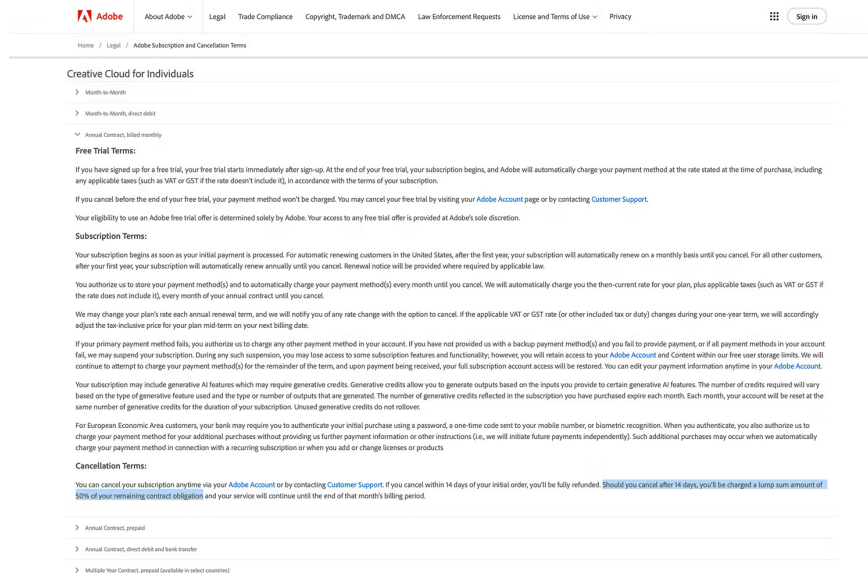 Adobe
About Adobe
Legal
Trade Compliance
Copyright, Trademark and DMCA
Law Enforcement Requests
License and Terms of Use
Privacy
Sign in
Home / Legal / Adobe Subscription and Cancellation Terms
Creative Cloud for Individuals
Month-to-Month
Month-to-Month, direct debit
Annual Contract, billed monthly
Free Trial Terms:
If you have signed up for a free trial, your free trial starts immediately after sign-up. At the end of your free trial, your subscription begins, and Adobe will automatically charge your payment method at the rate stated at the time of purchase, including
any applicable taxes (such as VAT or GST if the rate doesn't include it), in accordance with the terms of your subscription.
If you cancel before the end of your free trial, your payment method won't be charged. You may cancel your free trial by visiting your Adobe Account page or by contacting Customer Support.
Your eligibility to use an Adobe free trial offer is determined solely by Adobe. Your access to any free trial offer is provided at Adobe's sole discretion.
Subscription Terms:
Your subscription begins as soon as your initial payment is processed. For automatic renewing customers in the United States, after the first year, your subscription will automatically renew on a monthly basis until you cancel. For all other customers,
after your first year, your subscription will automatically renew annually until you cancel. Renewal notice will be provided where required by applicable law.
You authorize us to store your payment method(s) and to automatically charge your payment method(s) every month until you cancel. We will automatically charge you the then-current rate for your plan, plus applicable taxes (such as VAT or GST if
the rate does not include it), every month of your annual contract until you cancel.
We may change your plan's rate each annual renewal term, and we will notify you of any rate change with the option to cancel. If the applicable VAT or GST rate (or other included tax or duty) changes during your one-year term, we will accordingly
adjust the tax-inclusive price for your plan mid-term on your next billing date.
If your primary payment method fails, you authorize us to charge any other payment method in your account. If you have not provided us with a backup payment method(s) and you fail to provide payment, or if all payment methods in your account
fail, we may suspend your subscription. During any such suspension, you may lose access to some subscription features and functionality; however, you will retain access to your Adobe Account and Content within our free user storage limits. We will
continue to attempt to charge your payment method(s) for the remainder of the term, and upon payment being received, your full subscription account access will be restored. You can edit your payment information anytime in your Adobe Account.
Your subscription may include generative AI features which may require generative credits. Generative credits allow you to generate outputs based on the inputs you provide to certain generative AI features. The number of credits required will vary
based on the type of generative feature used and the type or number of outputs that are generated. The number of generative credits reflected in the subscription you have purchased expire each month. Each month, your account will be reset at the
same number of generative credits for the duration of your subscription. Unused generative credits do not rollover.
For European Economic Area customers, your bank may require you to authenticate your initial purchase using a password, a one-time code sent to your mobile number, or biometric recognition. When you authenticate, you also authorize us to
charge your payment method for your additional purchases without providing us further payment information or other instructions (i.e., we will initiate future payments independently). Such additional purchases may occur when we automatically
charge your payment method in connection with a recurring subscription or when you add or change licenses or products
Cancellation Terms:
You can cancel your subscription anytime via your Adobe Account or by contacting Customer Support. If you cancel within 14 days of your initial order, you'll be fully refunded. Should you cancel after 14 days, you'll be charged a lump sum amount of
50% of your remaining contract obligation and your service will continue until the end of that month's billing period.
Annual Contract, prepaid
Annual Contract, direct debit and bank transfer
Multiple Year Contract, prepaid (available in select countries)